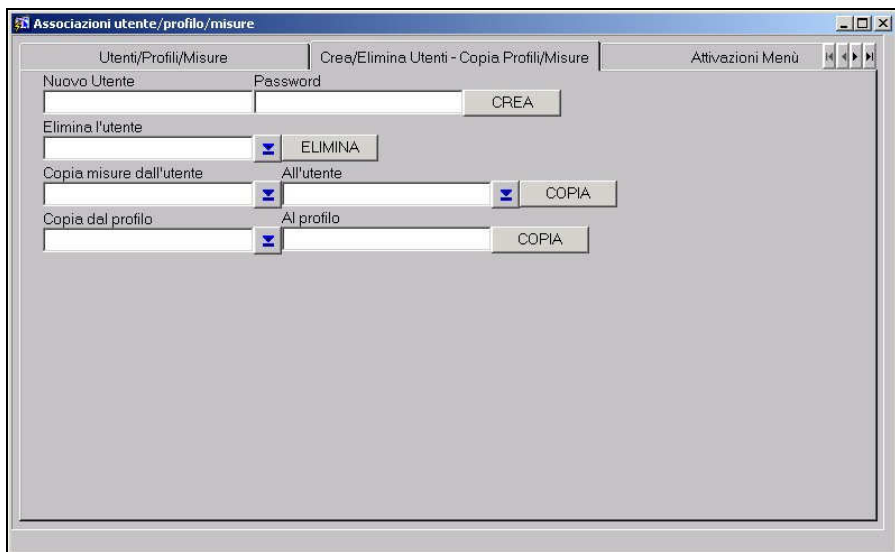 Associazioni utente/profilo/misure
Utenti/Profili/Misure Crea/Elimina Utenti - Copia Profili/Misure Attivazioni Menù
Nuovo Utente Password
CREA
Elimina l'utente
ELIMINA
Copia misure dall'utente All'utente
COPIA
Copia dal profilo Al profilo
COPIA